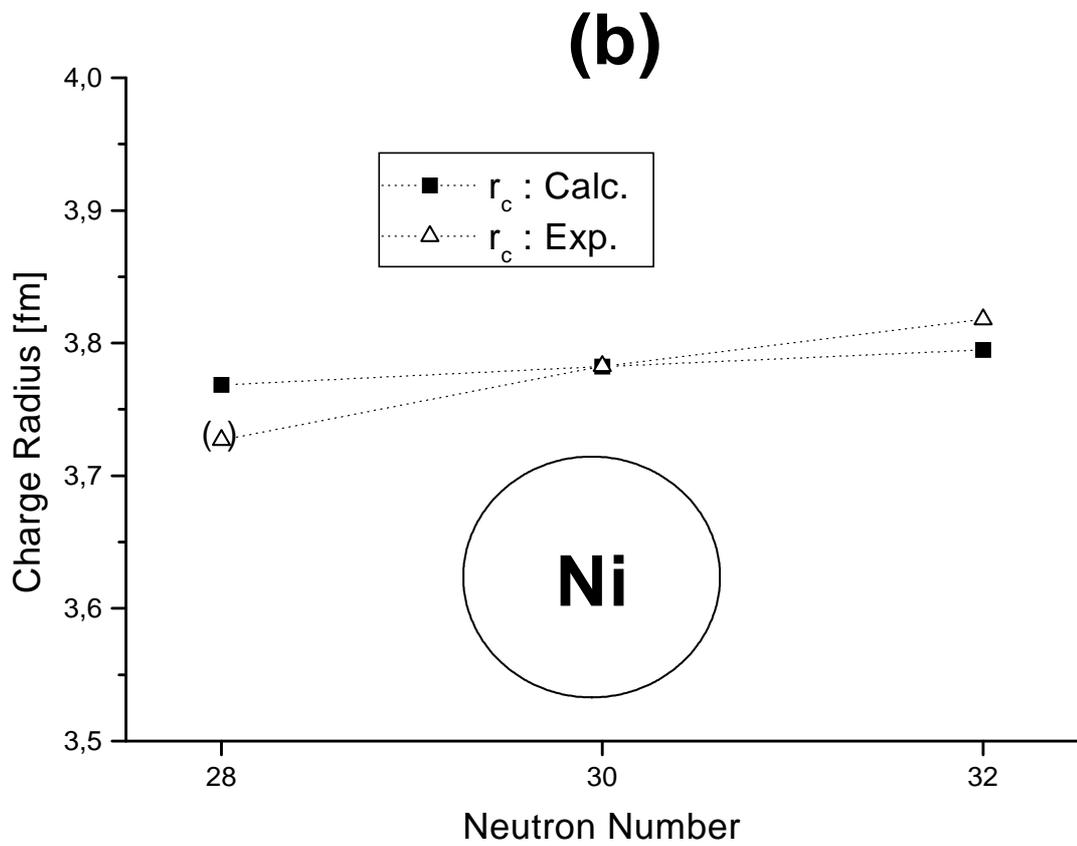 (b)
4,0
3,9
3,8
3,7
3,6
3,5
Charge Radius [fm]
r_c : Calc.
r_c : Exp.
( )
Ni
28 30 32
Neutron Number